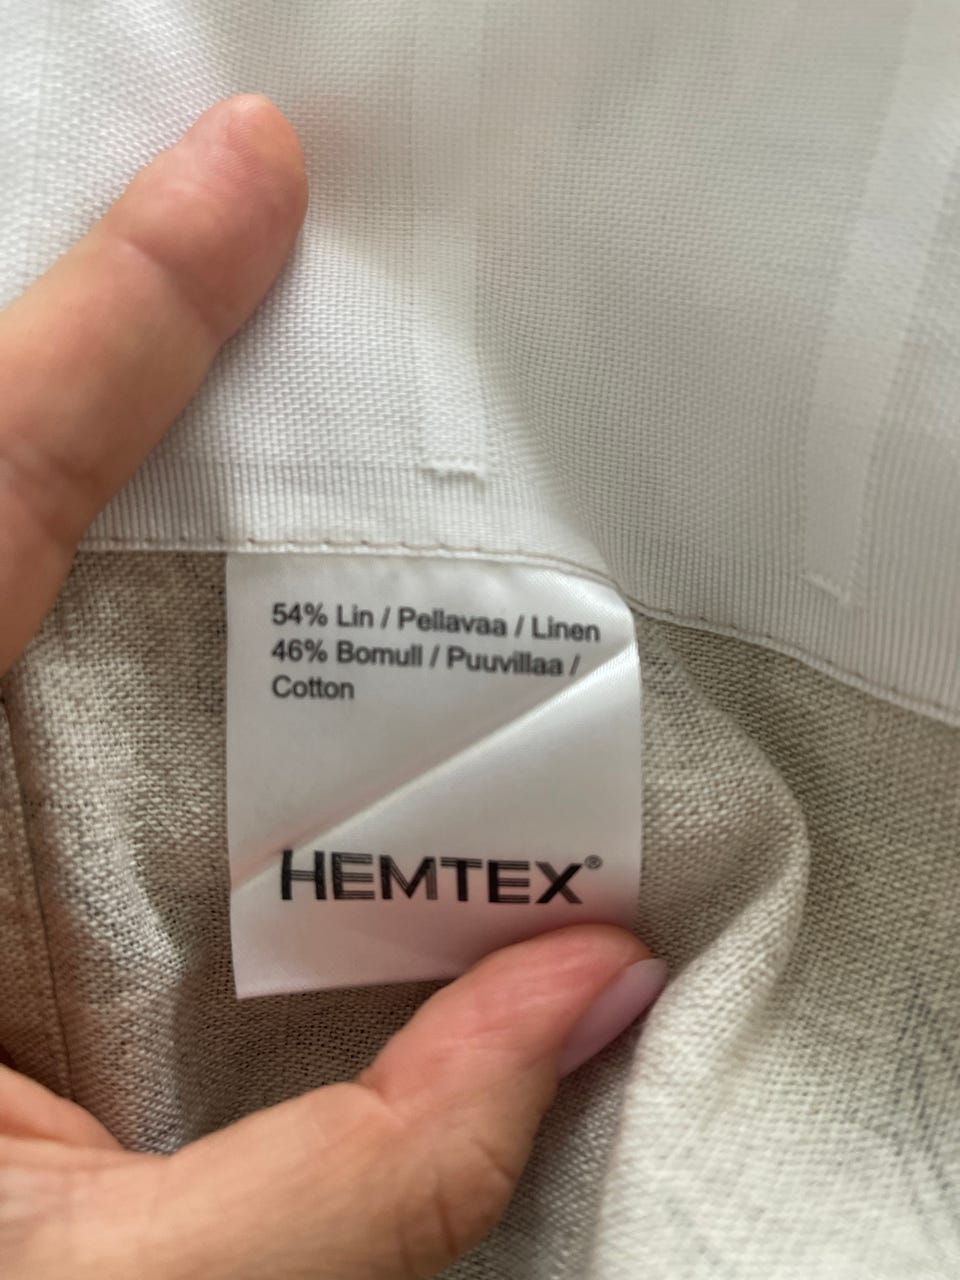 54% Lin / Pellavaa / Linen
46% Bomull / Puuvillaa /
Cotton
HEMTEX®